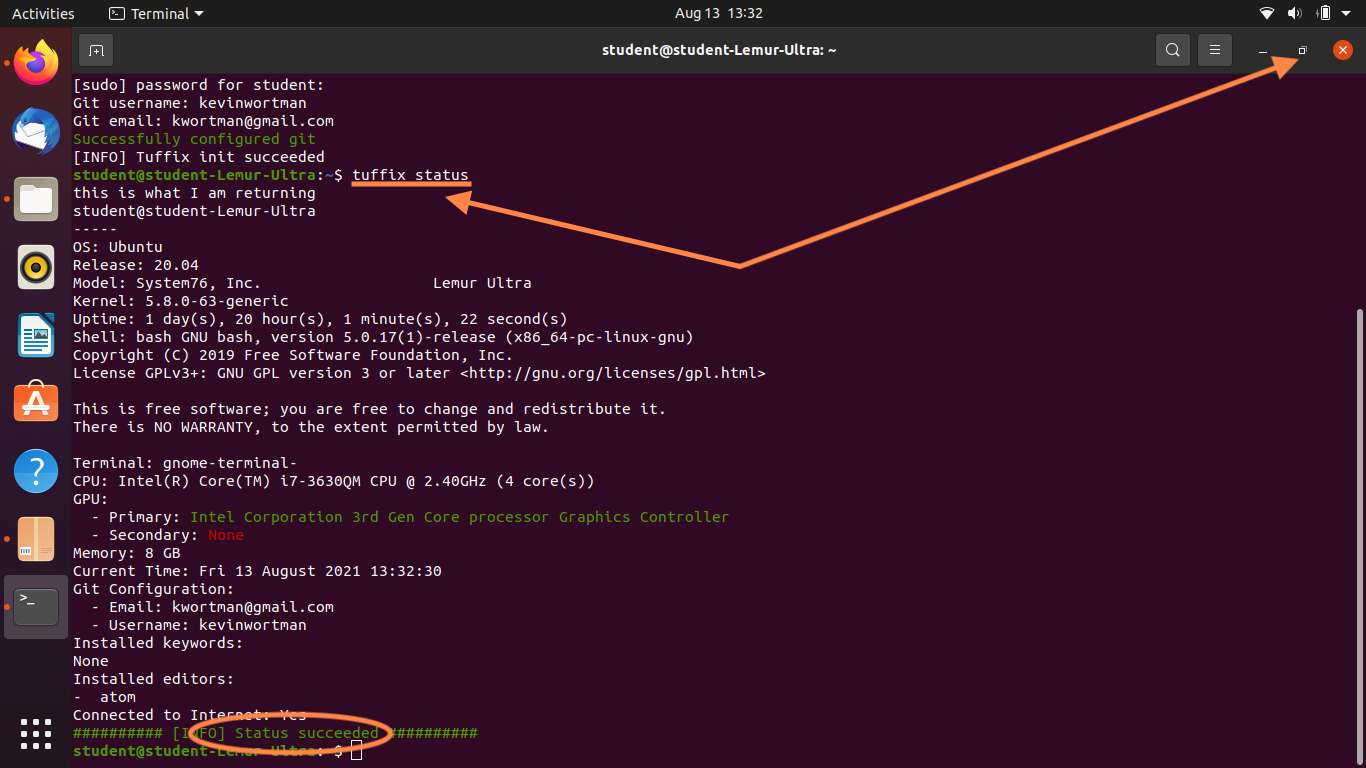 Activities Terminal Aug 13 13:32
student@student-Lemur-Ultra: ~
[sudo] password for student:
Git username: kevinwortman
Git email: kwortman@gmail.com
Successfully configured git
[INFO] Tuffix init succeeded
student@student-Lemur-Ultra:~$ tuffix status
this is what I am returning
student@student-Lemur-Ultra
-----
OS: Ubuntu
Release: 20.04
Model: System76, Inc. Lemur Ultra
Kernel: 5.8.0-63-generic
Uptime: 1 day(s), 20 hour(s), 1 minute(s), 22 second(s)
Shell: bash GNU bash, version 5.0.17(1)-release (x86_64-pc-linux-gnu)
Copyright (C) 2019 Free Software Foundation, Inc.
License GPLv3+: GNU GPL version 3 or later <http://gnu.org/licenses/gpl.html>
This is free software; you are free to change and redistribute it.
There is NO WARRANTY, to the extent permitted by law.
Terminal: gnome-terminal-
CPU: Intel(R) Core(TM) i7-3630QM CPU @ 2.40GHz (4 core(s))
GPU:
- Primary: Intel Corporation 3rd Gen Core processor Graphics Controller
- Secondary: None
Memory: 8 GB
Current Time: Fri 13 August 2021 13:32:30
Git Configuration:
- Email: kwortman@gmail.com
- Username: kevinwortman
Installed keywords:
None
Installed editors:
- atom
Connected to Internet: Yes
########## [INFO] Status succeeded ##########
student@student-Lemur-Ultra:~$